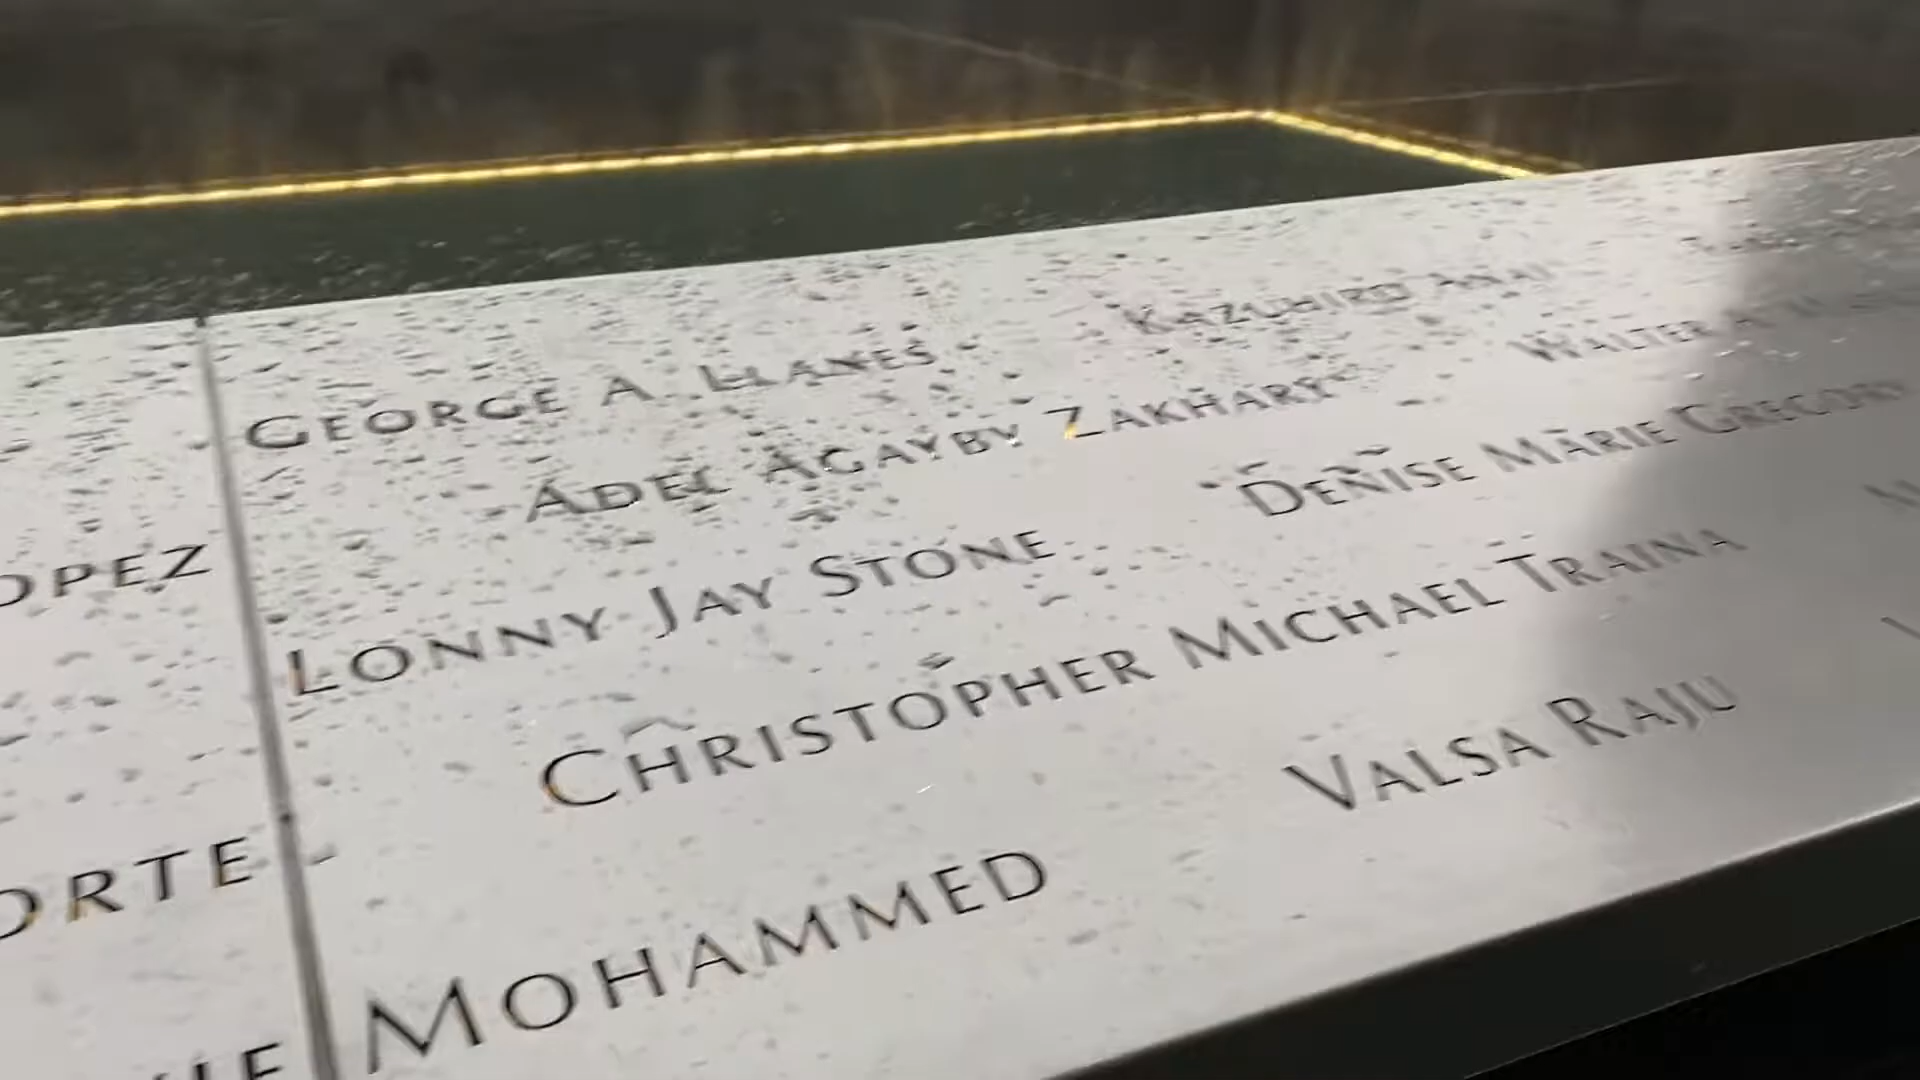 GEORGE A. LLANES KAZUHIRO ANAI
ADEL AGAYBY ZAKHARY WALTER A.
OPEZ LONNY JAY STONE DENISE MARIE GREGORY
CHRISTOPHER MICHAEL TRAINA
ORTE MOHAMMED VALSA RAJU